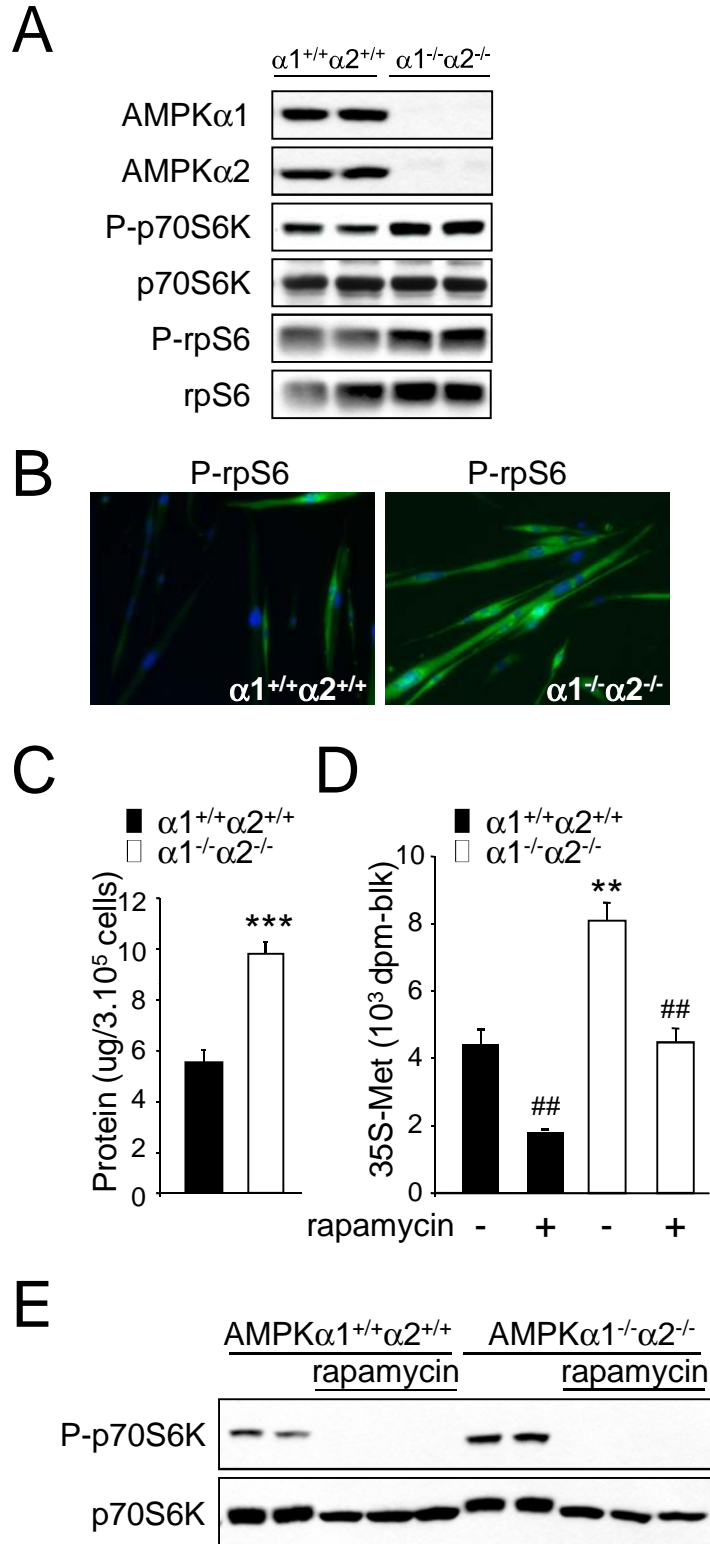 A
α1+/+α2+/+ α1-/-α2-/-
AMPKα1
AMPKα2
P-p70S6K
p70S6K
P-rpS6
rpS6
B
P-rpS6 P-rpS6
α1+/+α2+/+ α1-/-α2-/-
C
α1+/+α2+/+
α1-/-α2-/-
Protein (ug/3.10⁵ cells)
12
10
8
6
4
2
0
***
D
α1+/+α2+/+
α1-/-α2-/-
35S-Met (10³ dpm-blk)
10
8
6
4
2
0
##
**
##
rapamycin - + - +
E
AMPKα1+/+α2+/+ AMPKα1-/-α2-/-
rapamycin rapamycin
P-p70S6K
p70S6K